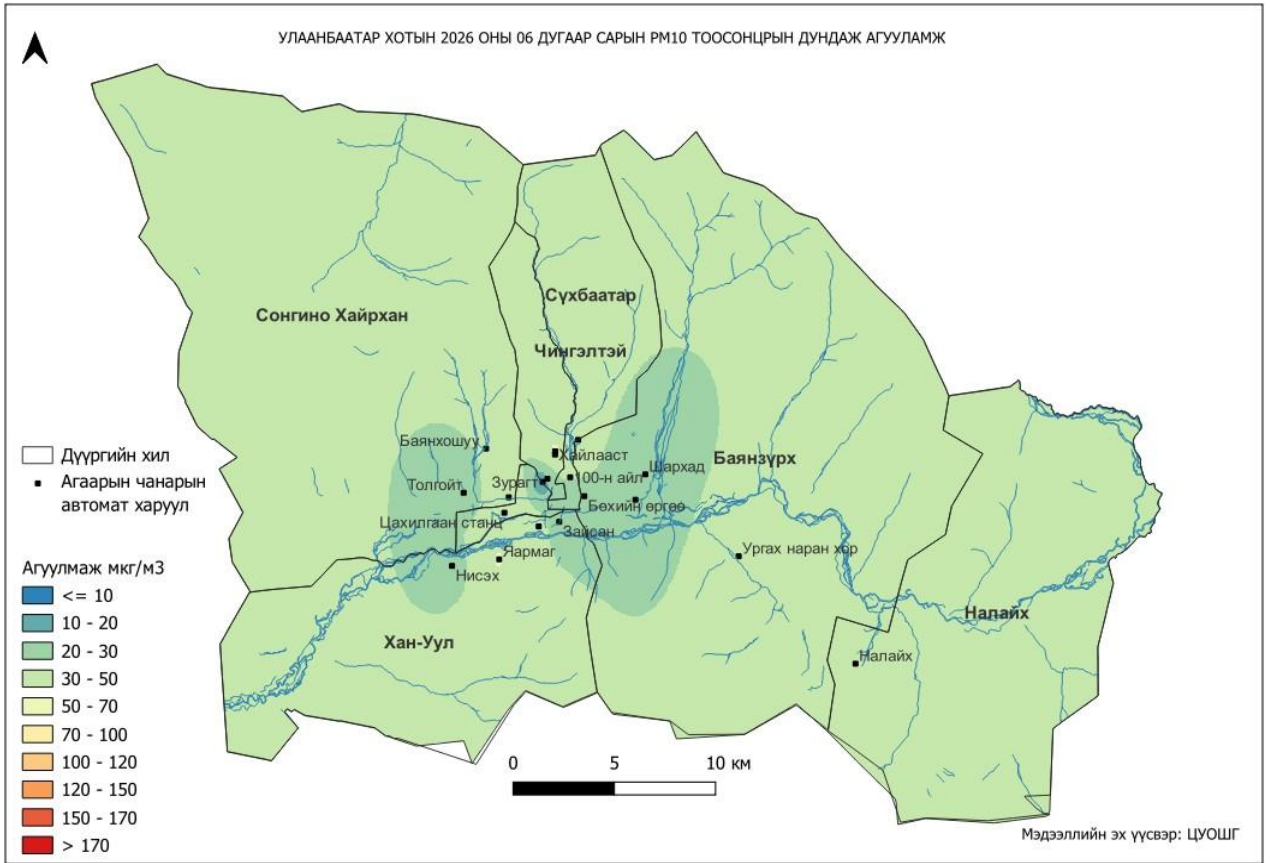 УЛААНБААТАР ХОТЫН 2026 ОНЫ 06 ДУГААР САРЫН PM10 ТООСОНЦРЫН ДУНДАЖ АГУУЛАМЖ
Сүхбаатар
Сонгино Хайрхан
Чингэлтэй
Баянхошуу
Хайлааст
Баянзүрх
Шархад
Толгойт
Зурагт
100-н айл
Бөхийн өргөө
Цахилгаан станц
Зайсан
Яармаг
Ургах наран хор
Нисэх
Налайх
Хан-Уул
Налайх
Дүүргийн хил
Агаарын чанарын
автомат харуул
Агуулмаж мкг/м3
<= 10
10 - 20
20 - 30
30 - 50
50 - 70
70 - 100
100 - 120
120 - 150
150 - 170
> 170
0 5 10 км
Мэдээллийн эх үүсвэр: ЦУОШГ